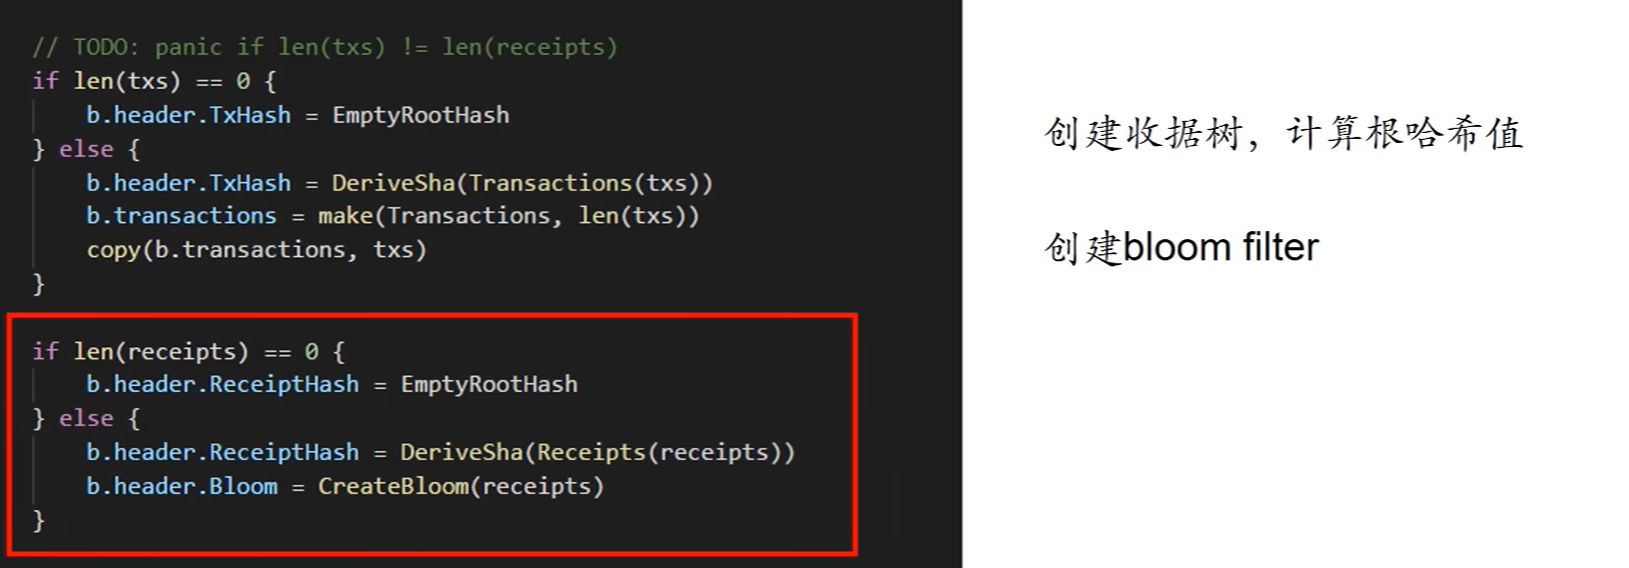 // TODO: panic if len(txs) != len(receipts)
if len(txs) == 0 {
b.header.TxHash = EmptyRootHash
} else {
b.header.TxHash = DeriveSha(Transactions(txs))
b.transactions = make(Transactions, len(txs))
copy(b.transactions, txs)
}
if len(receipts) == 0 {
b.header.ReceiptHash = EmptyRootHash
} else {
b.header.ReceiptHash = DeriveSha(Receipts(receipts))
b.header.Bloom = CreateBloom(receipts)
}
创建收据树，计算根哈希值
创建bloom filter